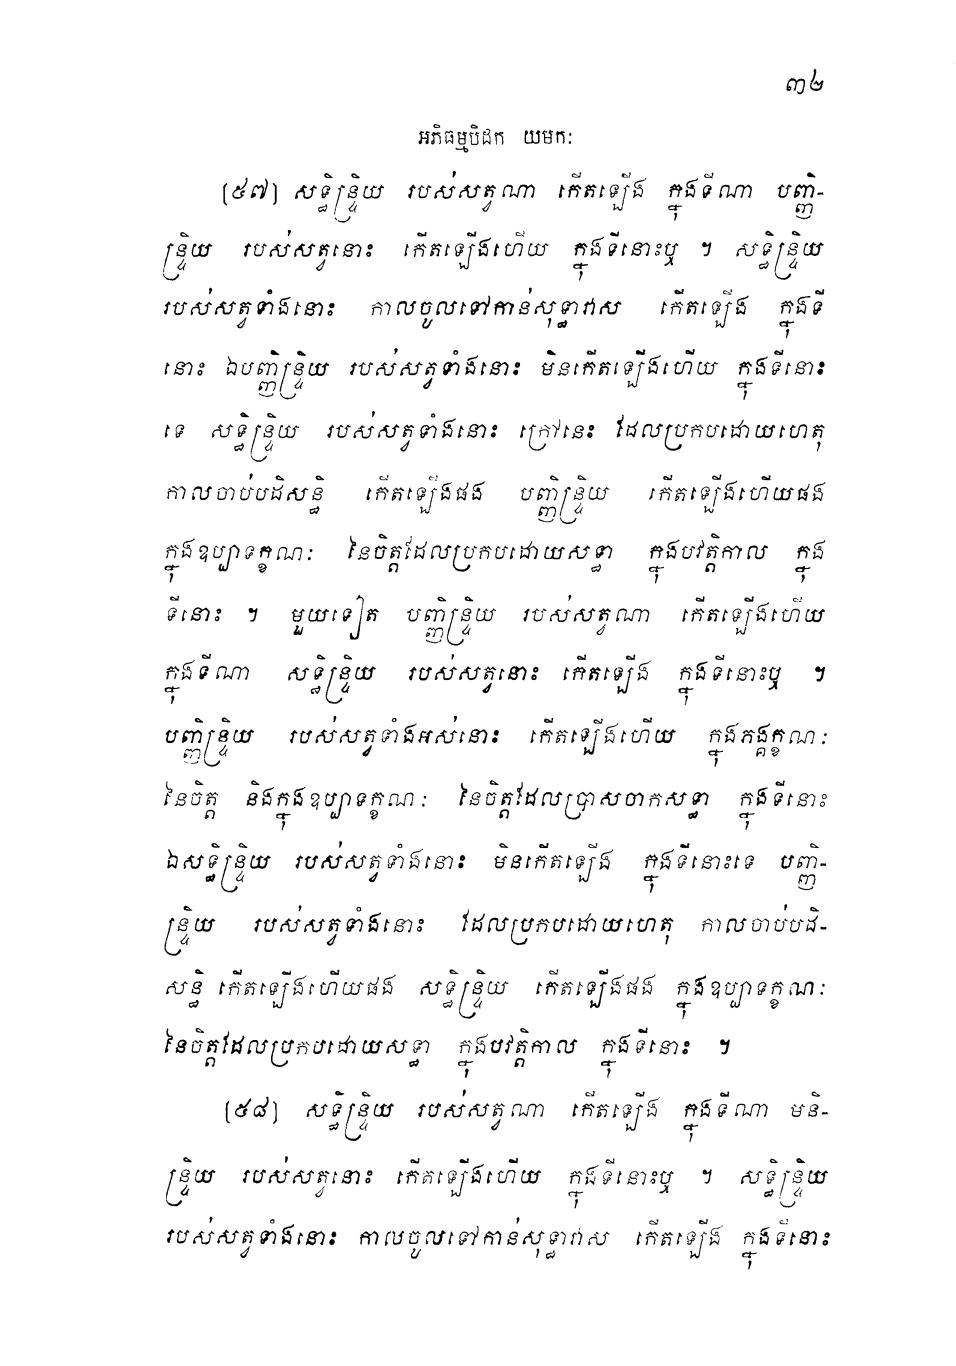 ៣២
អភិធម្មបិដក យមកៈ
(៥៧) សទ្ធិន្ទ្រិយ របស់សត្វណា កើតឡើង ក្នុងទីណា បញ្ញិ-
ន្ទ្រិយ របស់សត្វនោះ កើតឡើងហើយ ក្នុងទីនោះឬ ។ សទ្ធិន្ទ្រិយ
របស់សត្វទាំងនោះ កាលចូលទៅកាន់សុទ្ធាវាស កើតឡើង ក្នុងទី
នោះ ឯបញ្ញិន្ទ្រិយ របស់សត្វទាំងនោះ មិនកើតឡើងហើយ ក្នុងទីនោះ
ទេ សទ្ធិន្ទ្រិយ របស់សត្វទាំងនោះ ក្រៅនេះ ដែលប្រកបដោយហេតុ
កាលចាប់បដិសន្ធិ កើតឡើងផង បញ្ញិន្ទ្រិយ កើតឡើងហើយផង
ក្នុងឧប្បាទក្ខណៈ នៃចិត្តដែលប្រកបដោយសទ្ធា ក្នុងបវត្តិកាល ក្នុង
ទីនោះ ។ មួយទៀត បញ្ញិន្ទ្រិយ របស់សត្វណា កើតឡើងហើយ
ក្នុងទីណា សទ្ធិន្ទ្រិយ របស់សត្វនោះ កើតឡើង ក្នុងទីនោះឬ ។
បញ្ញិន្ទ្រិយ របស់សត្វទាំងអស់នោះ កើតឡើងហើយ ក្នុងភង្គក្ខណៈ
នៃចិត្ត និងក្នុងឧប្បាទក្ខណៈ នៃចិត្តដែលប្រាសចាកសទ្ធា ក្នុងទីនោះ
ឯសទ្ធិន្ទ្រិយ របស់សត្វទាំងនោះ មិនកើតឡើង ក្នុងទីនោះទេ បញ្ញិ-
ន្ទ្រិយ របស់សត្វទាំងនោះ ដែលប្រកបដោយហេតុ កាលចាប់បដិ-
សន្ធិ កើតឡើងហើយផង សទ្ធិន្ទ្រិយ កើតឡើងផង ក្នុងឧប្បាទក្ខណៈ
នៃចិត្តដែលប្រកបដោយសទ្ធា ក្នុងបវត្តិកាល ក្នុងទីនោះ ។
(៥៨) សទ្ធិន្ទ្រិយ របស់សត្វណា កើតឡើង ក្នុងទីណា មនិ-
ន្ទ្រិយ របស់សត្វនោះ កើតឡើងហើយ ក្នុងទីនោះឬ ។ សទ្ធិន្ទ្រិយ
របស់សត្វទាំងនោះ កាលចូលទៅកាន់សុទ្ធាវាស កើតឡើង ក្នុងទីនោះ